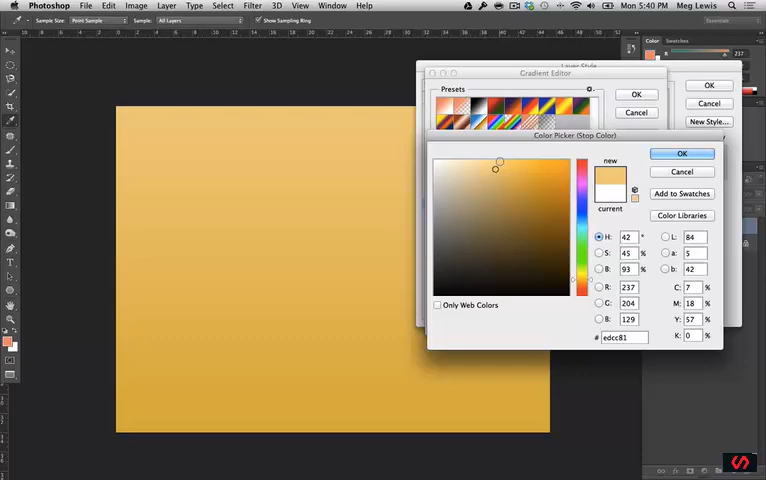 Photoshop File Edit Image Layer Type Select Filter 3D View Window Help Mon 5:40 PM Meg Lewis
Sample Size: Point Sample Sample: All Layers Show Sampling Ring Essentials
Color Swatches
237
Layer Style
Gradient Editor
Presets
OK
Cancel
OK
Cancel
New Style...
Color Picker (Stop Color)
new
current
OK
Cancel
Add to Swatches
Color Libraries
H: 42 ° L: 84
S: 45 % a: 5
B: 93 % b: 42
R: 237 C: 7 %
G: 204 M: 18 %
B: 129 Y: 57 %
# edcc81 K: 0 %
Only Web Colors